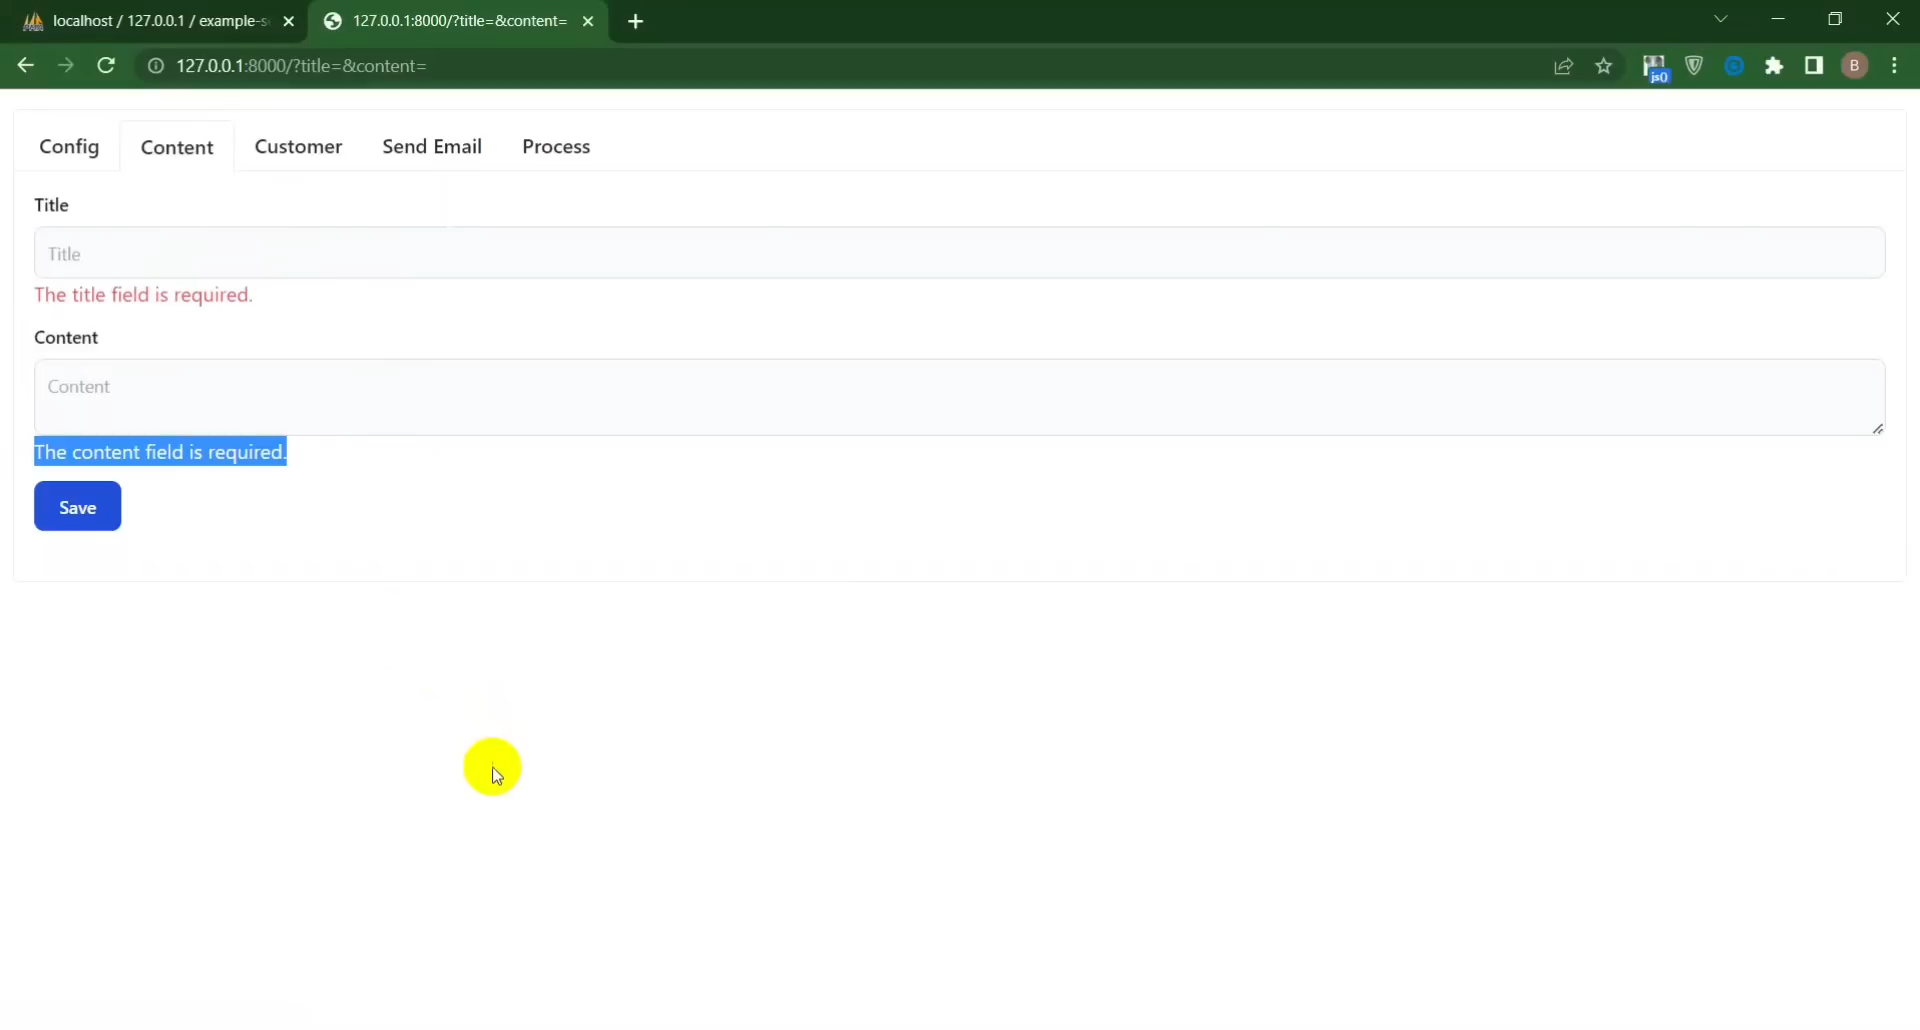 localhost / 127.0.0.1 / example-s
127.0.0.1:8000/?title=&content=
127.0.0.1:8000/?title=&content=
js()
B
Config
Content
Customer
Send Email
Process
Title
Title
The title field is required.
Content
Content
The content field is required.
Save